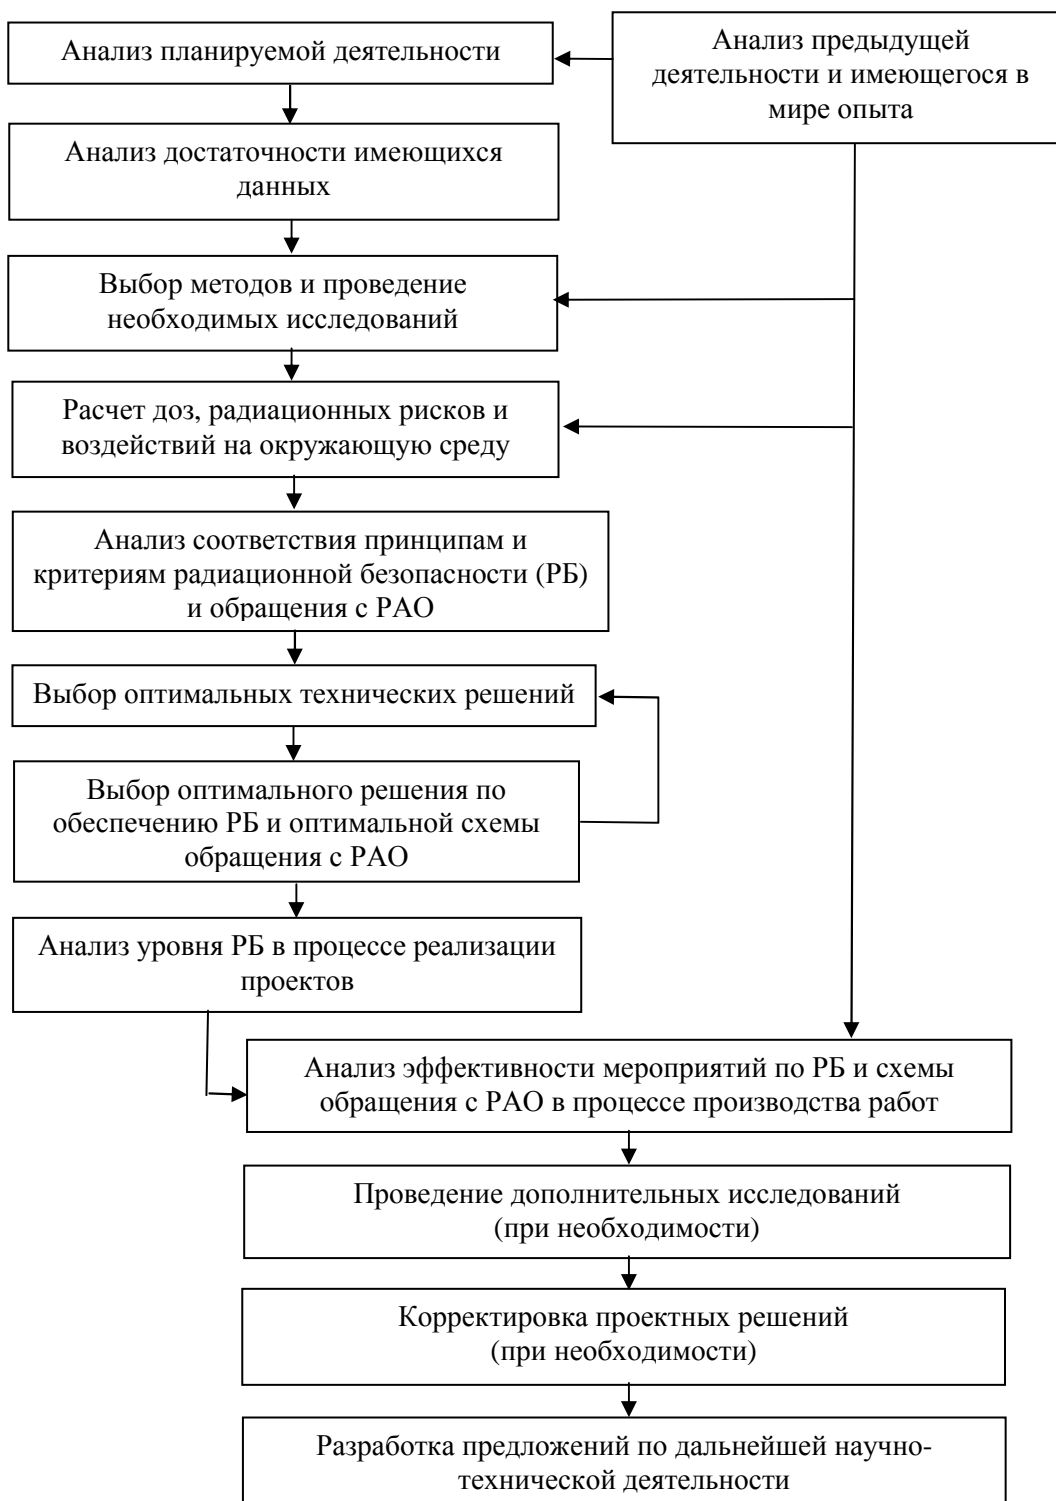 Анализ планируемой деятельности
Анализ предыдущей
деятельности и имеющегося в
мире опыта
Анализ достаточности имеющихся
данных
Выбор методов и проведение
необходимых исследований
Расчет доз, радиационных рисков и
воздействий на окружающую среду
Анализ соответствия принципам и
критериям радиационной безопасности (РБ)
и обращения с РАО
Выбор оптимальных технических решений
Выбор оптимального решения по
обеспечению РБ и оптимальной схемы
обращения с РАО
Анализ уровня РБ в процессе реализации
проектов
Анализ эффективности мероприятий по РБ и схемы
обращения с РАО в процессе производства работ
Проведение дополнительных исследований
(при необходимости)
Корректировка проектных решений
(при необходимости)
Разработка предложений по дальнейшей научно-
технической деятельности